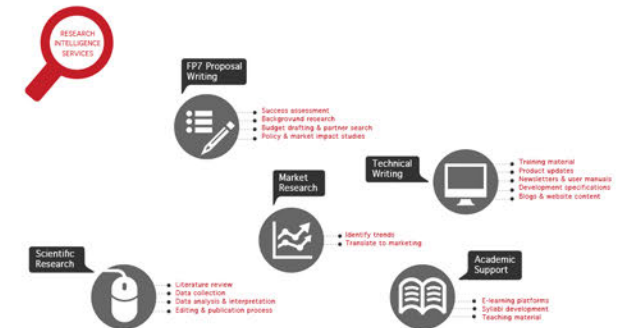 RESEARCH
INTELLIGENCE
SERVICES
FP7 Proposal
Writing
Success assessment
Background research
Budget drafting & partner search
Policy & market impact studies
Technical
Writing
Training material
Product updates
Newsletters & user manuals
Development specifications
Blogs & website content
Market
Research
Identify trends
Translate to marketing
Scientific
Research
Literature review
Data collection
Data analysis & interpretation
Editing & publication process
Academic
Support
E-learning platforms
Syllabi development
Teaching material